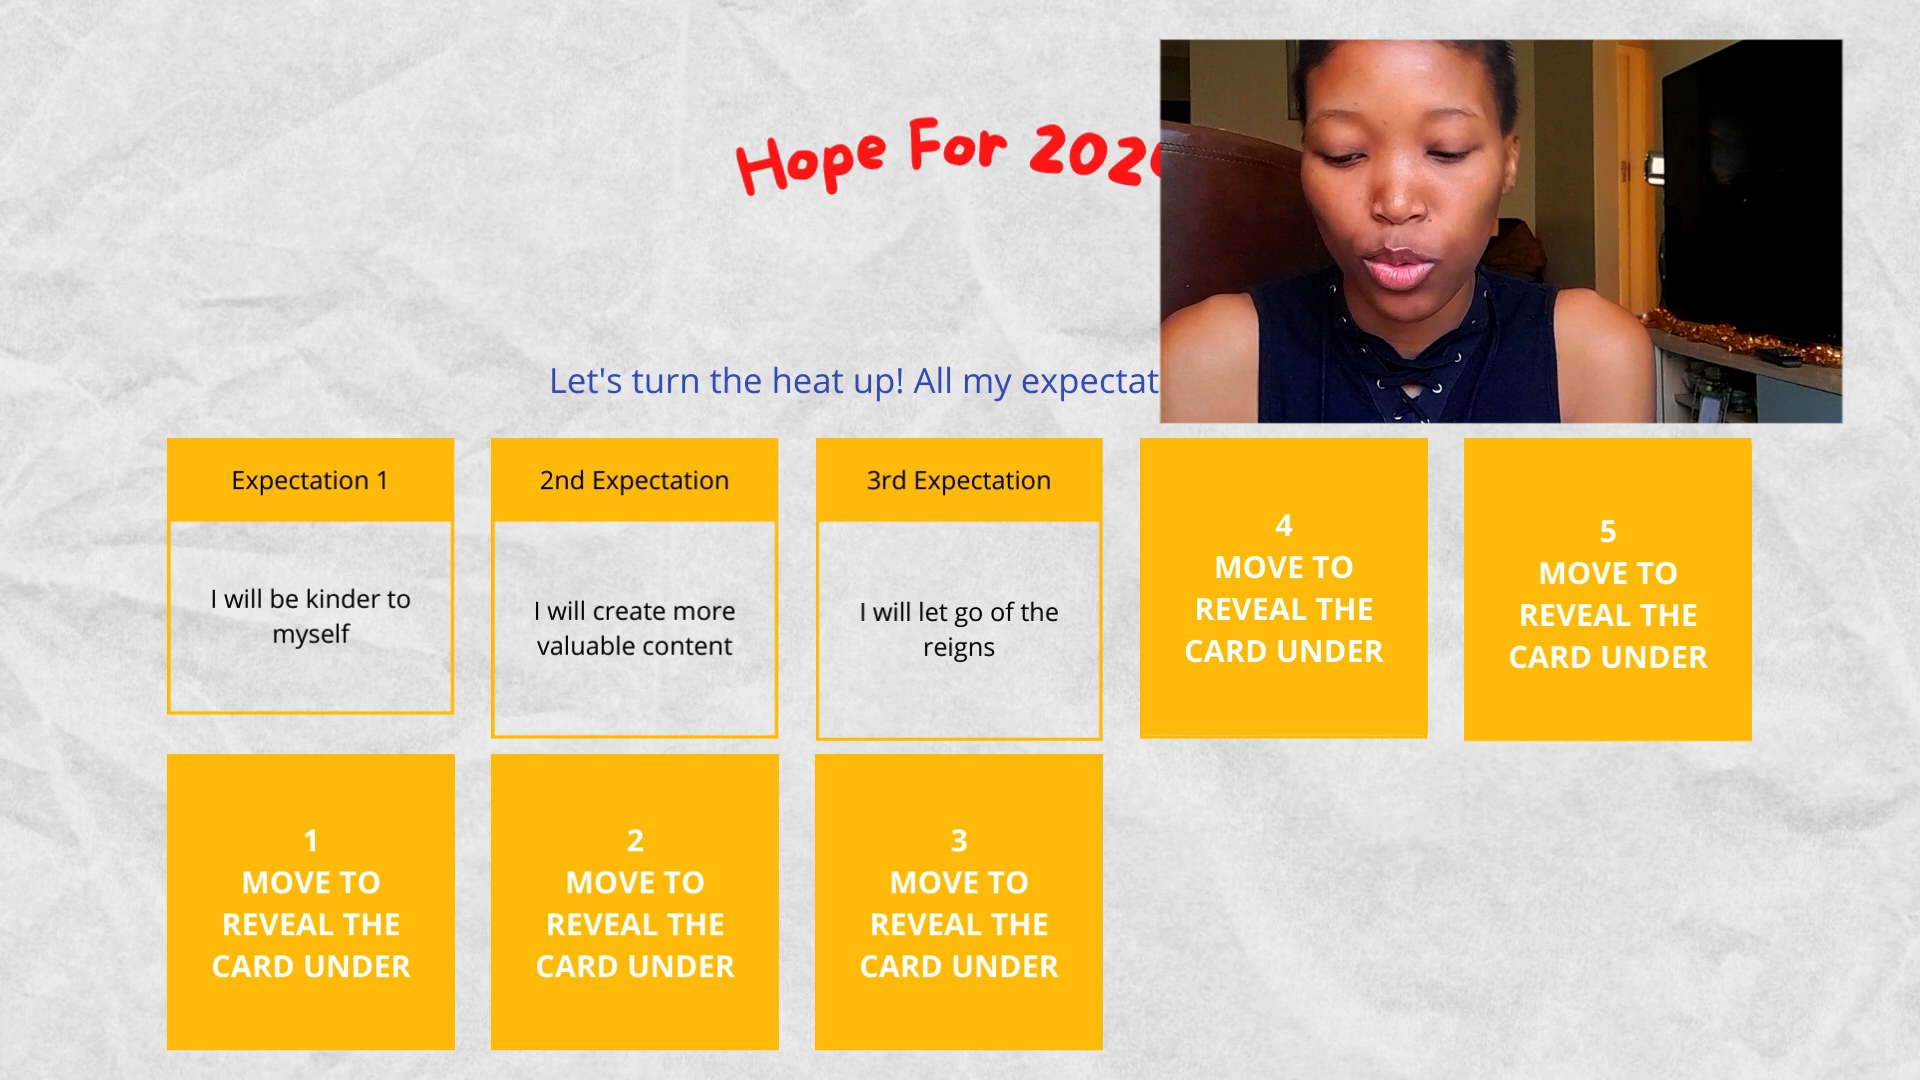 Hope For 202
Let's turn the heat up! All my
Expectation 1
I will be kinder to
myself
2nd Expectation
I will create more
valuable content
3rd Expectation
I will let go of the
reigns
4
MOVE TO
REVEAL THE
CARD UNDER
5
MOVE TO
REVEAL THE
CARD UNDER
1
MOVE TO
REVEAL THE
CARD UNDER
2
MOVE TO
REVEAL THE
CARD UNDER
3
MOVE TO
REVEAL THE
CARD UNDER